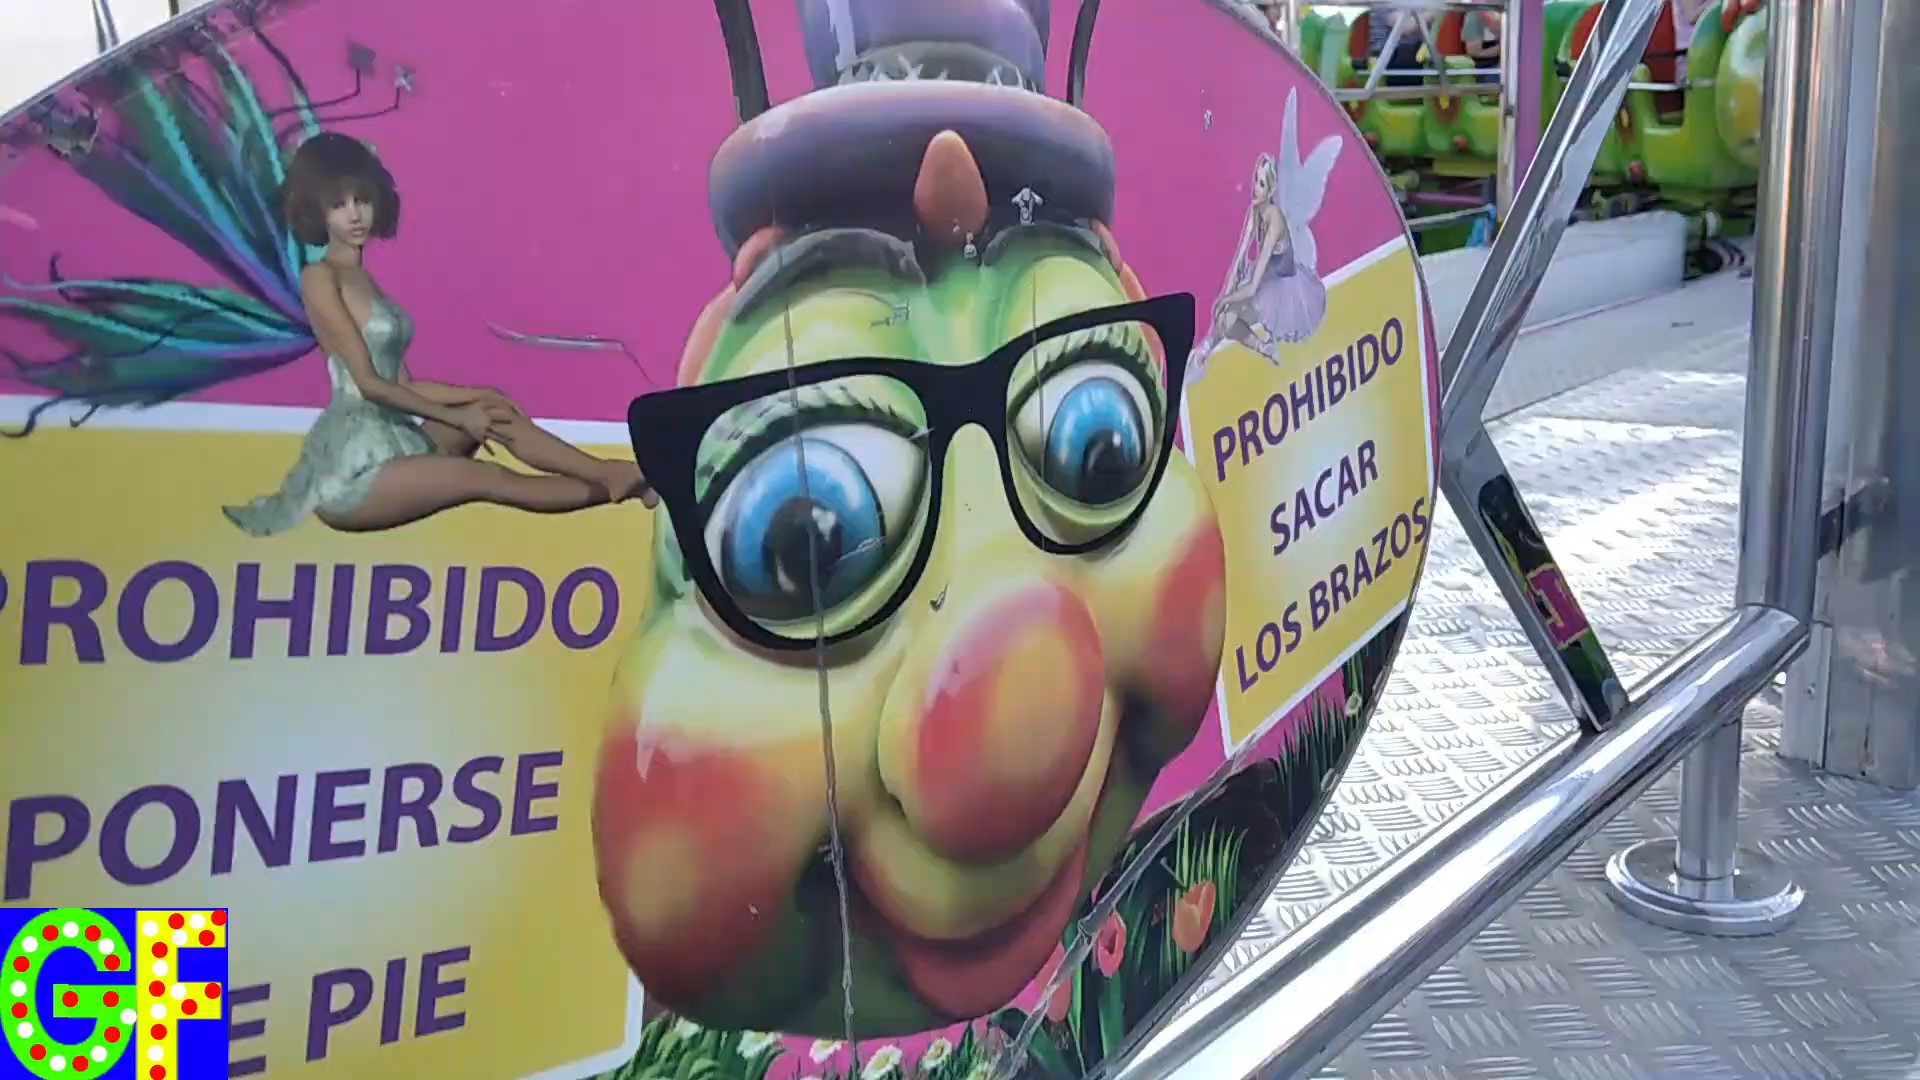 PROHIBIDO
PONERSE
E PIE
PROHIBIDO
SACAR
LOS BRAZOS
GF